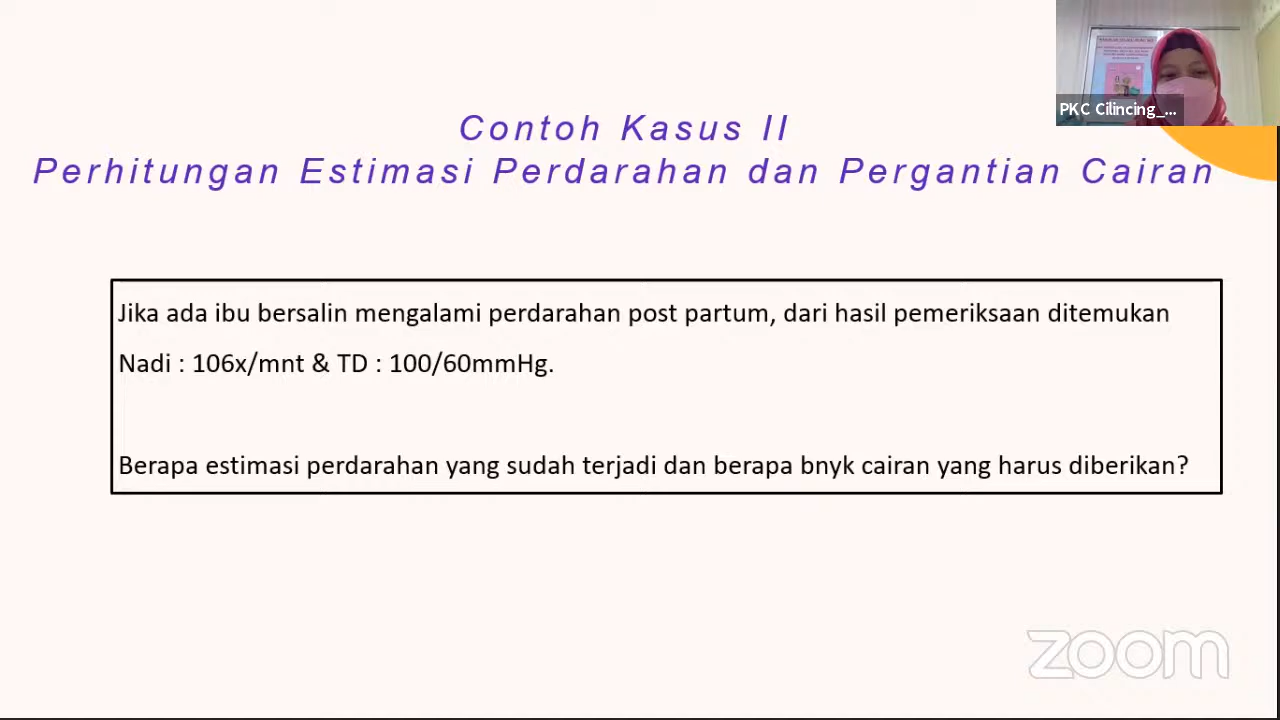 PKC Cilincing_...
Contoh Kasus II
Perhitungan Estimasi Perdarahan dan Pergantian Cairan
Jika ada ibu bersalin mengalami perdarahan post partum, dari hasil pemeriksaan ditemukan
Nadi : 106x/mnt & TD : 100/60mmHg.
Berapa estimasi perdarahan yang sudah terjadi dan berapa bnyk cairan yang harus diberikan?
zoom